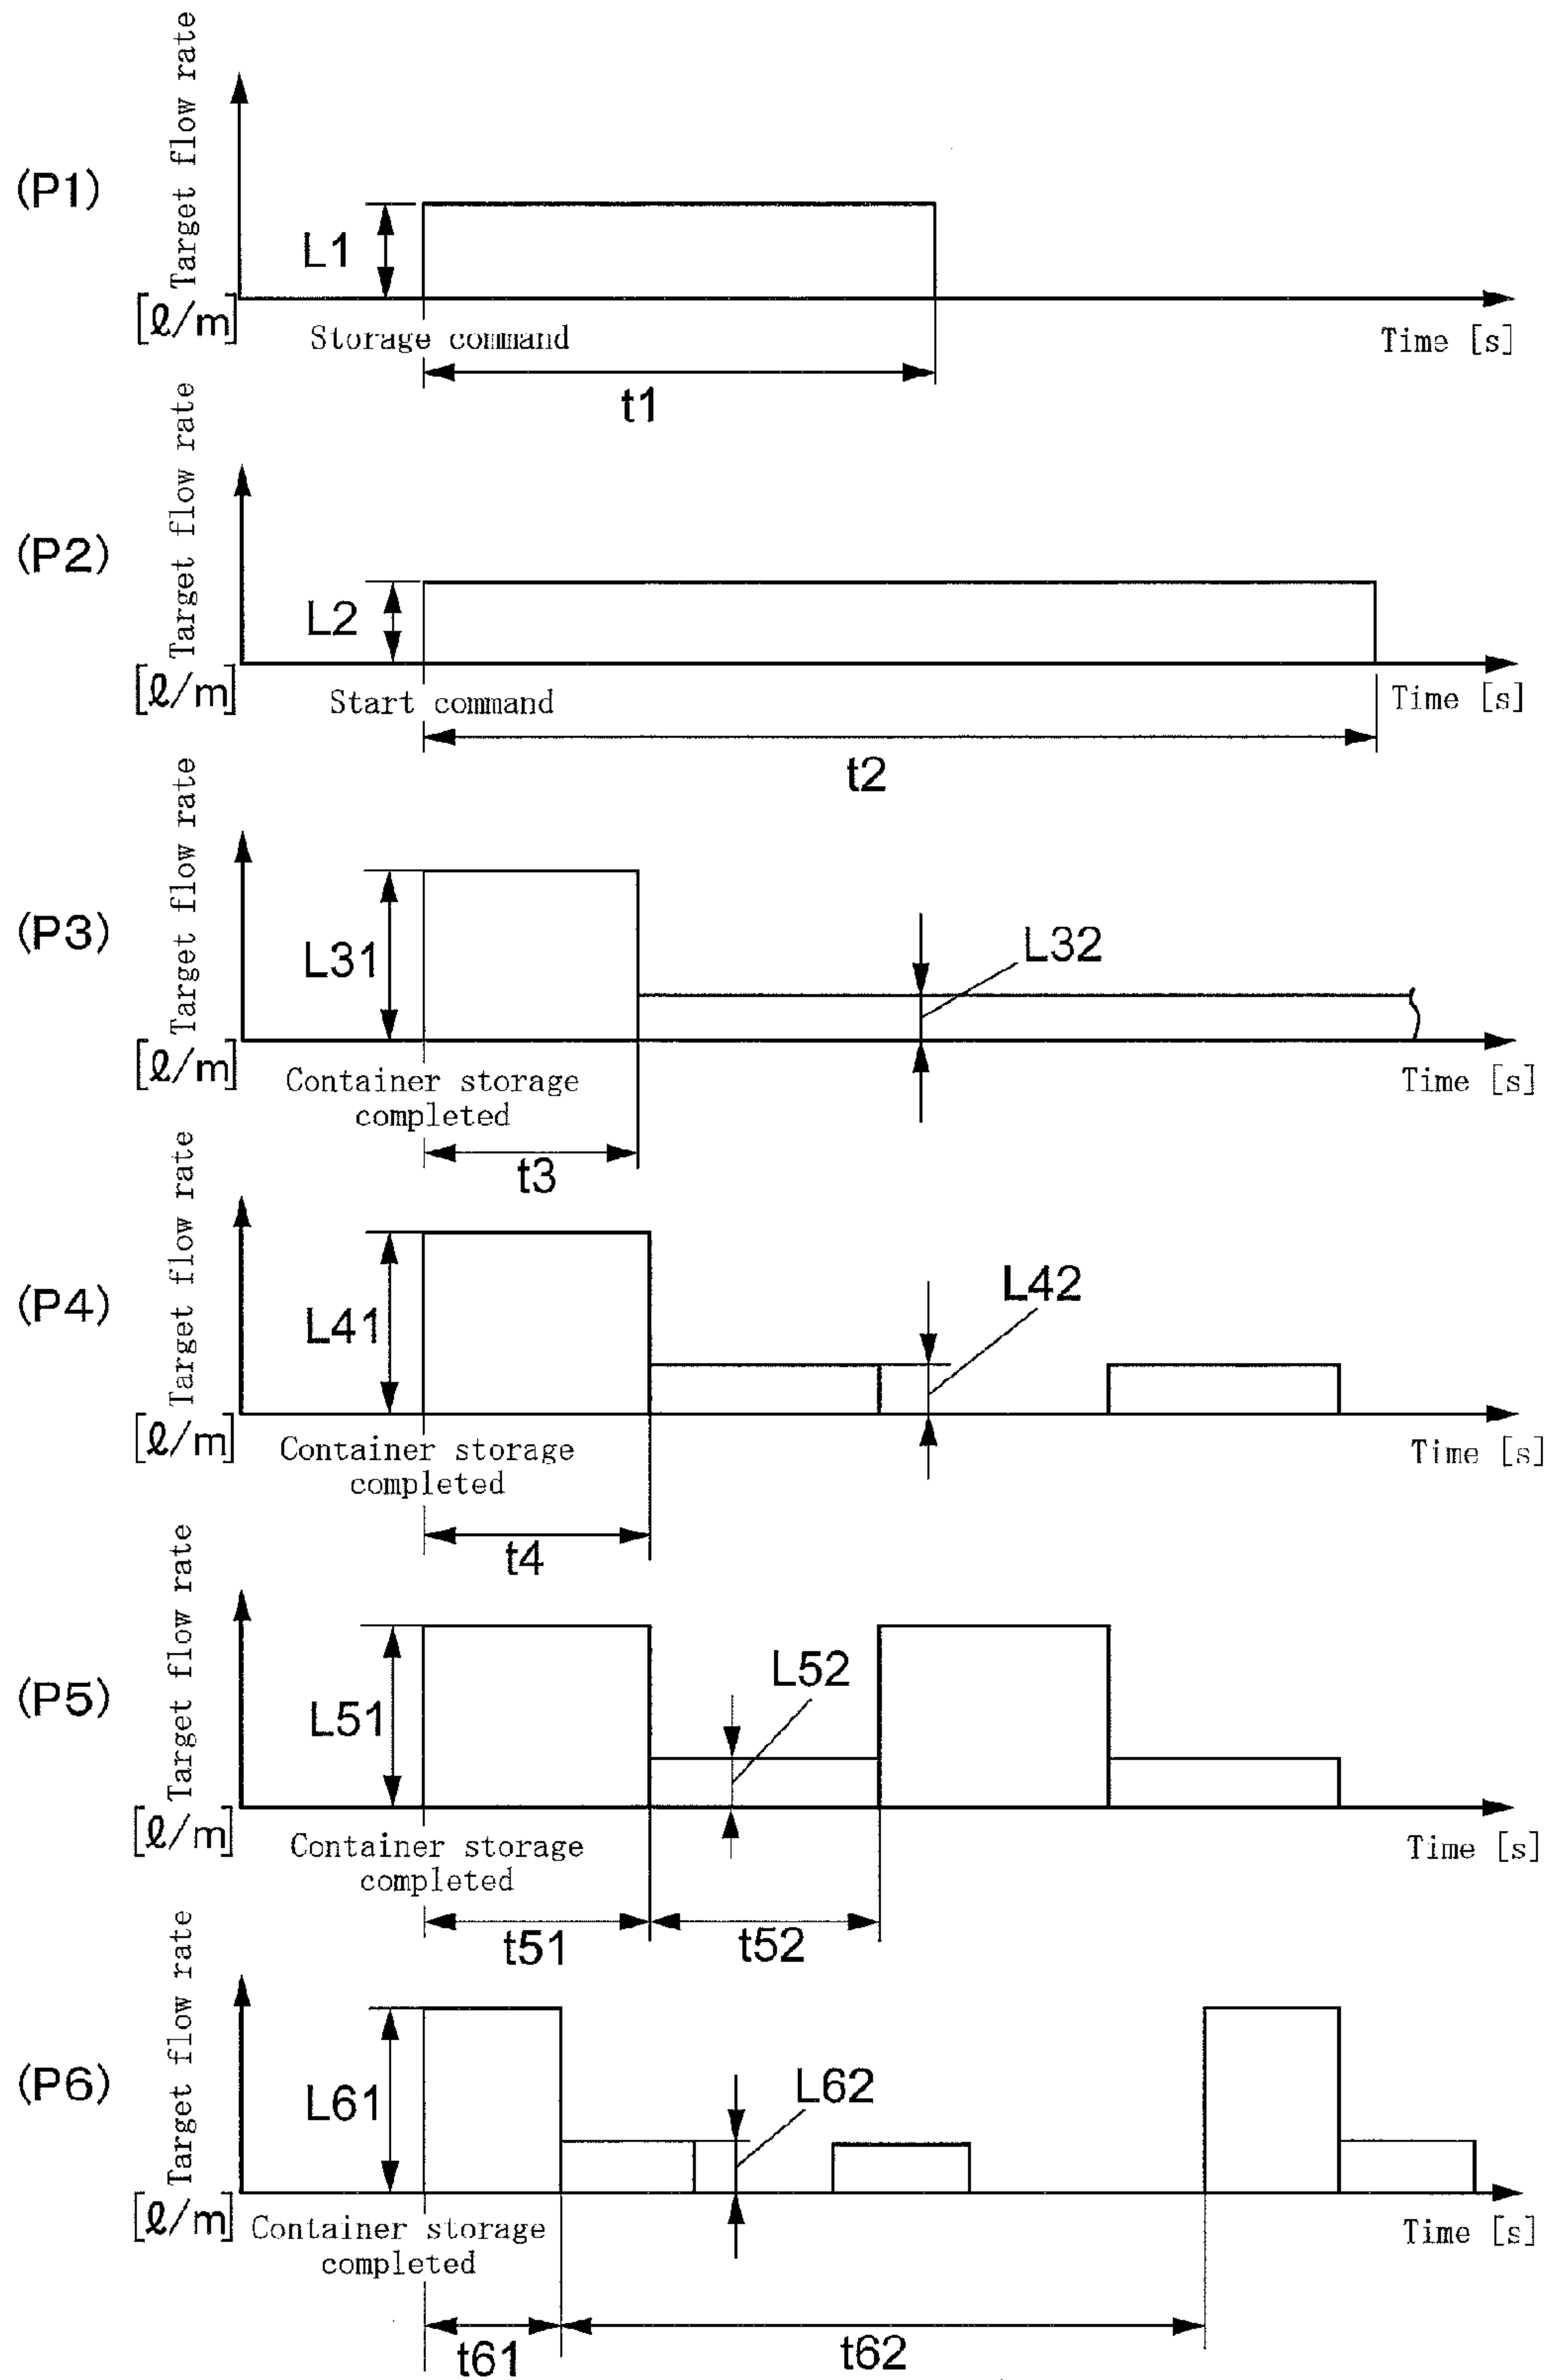 (P1)
Target flow rate
[ℓ/m]
L1
Storage command
Time [s]
t1
(P2)
Target flow rate
[ℓ/m]
L2
Start command
Time [s]
t2
(P3)
Target flow rate
[ℓ/m]
L31
L32
Container storage
completed
Time [s]
t3
(P4)
Target flow rate
[ℓ/m]
L41
L42
Container storage
completed
Time [s]
t4
(P5)
Target flow rate
[ℓ/m]
L51
L52
Container storage
completed
Time [s]
t51
t52
(P6)
Target flow rate
[ℓ/m]
L61
L62
Container storage
completed
Time [s]
t61
t62